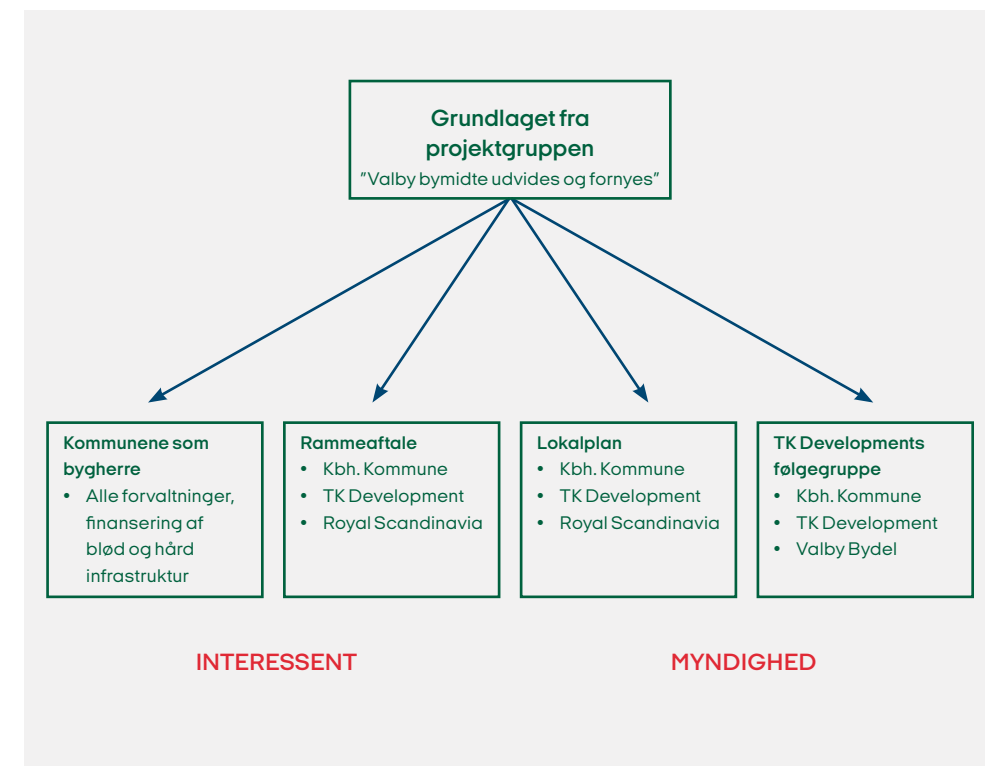 Grundlaget fra
projektgruppen
"Valby bymidte udvides og fornyes"
Kommunene som
bygherre
• Alle forvaltninger,
finansering af
blød og hård
infrastruktur
Rammeaftale
• Kbh. Kommune
• TK Development
• Royal Scandinavia
Lokalplan
• Kbh. Kommune
• TK Development
• Royal Scandinavia
TK Developments
følgegruppe
• Kbh. Kommune
• TK Development
• Valby Bydel
INTERESSENT
MYNDIGHED